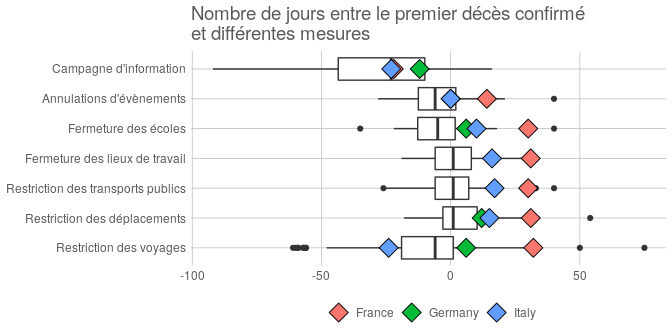 Nombre de jours entre le premier décès confirmé
et différentes mesures
Campagne d'information
Annulations d'évènements
Fermeture des écoles
Fermeture des lieux de travail
Restriction des transports publics
Restriction des déplacements
Restriction des voyages
-100 -50 0 50
France Germany Italy